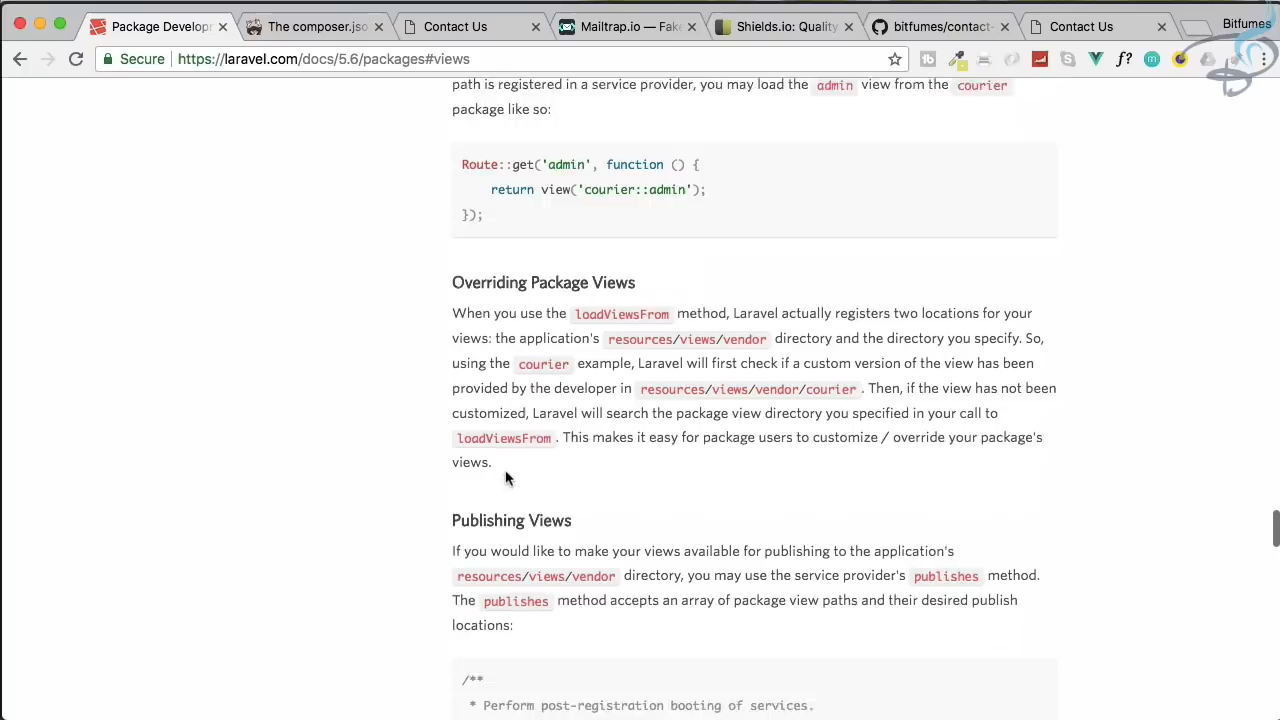 Package Develop
The composer.jso
Contact Us
Mailtrap.io — Fake
Shields.io: Quality
bitfumes/contact-
Contact Us
Bitfumes
Secure
https://laravel.com/docs/5.6/packages#views
tb
S
f?
m
path is registered in a service provider, you may load the admin view from the courier
package like so:
Route::get('admin', function () {
return view('courier::admin');
});
Overriding Package Views
When you use the loadViewsFrom method, Laravel actually registers two locations for your
views: the application's resources/views/vendor directory and the directory you specify. So,
using the courier example, Laravel will first check if a custom version of the view has been
provided by the developer in resources/views/vendor/courier. Then, if the view has not been
customized, Laravel will search the package view directory you specified in your call to
loadViewsFrom. This makes it easy for package users to customize / override your package's
views.
Publishing Views
If you would like to make your views available for publishing to the application's
resources/views/vendor directory, you may use the service provider's publishes method.
The publishes method accepts an array of package view paths and their desired publish
locations:
/**
* Perform post-registration booting of services.